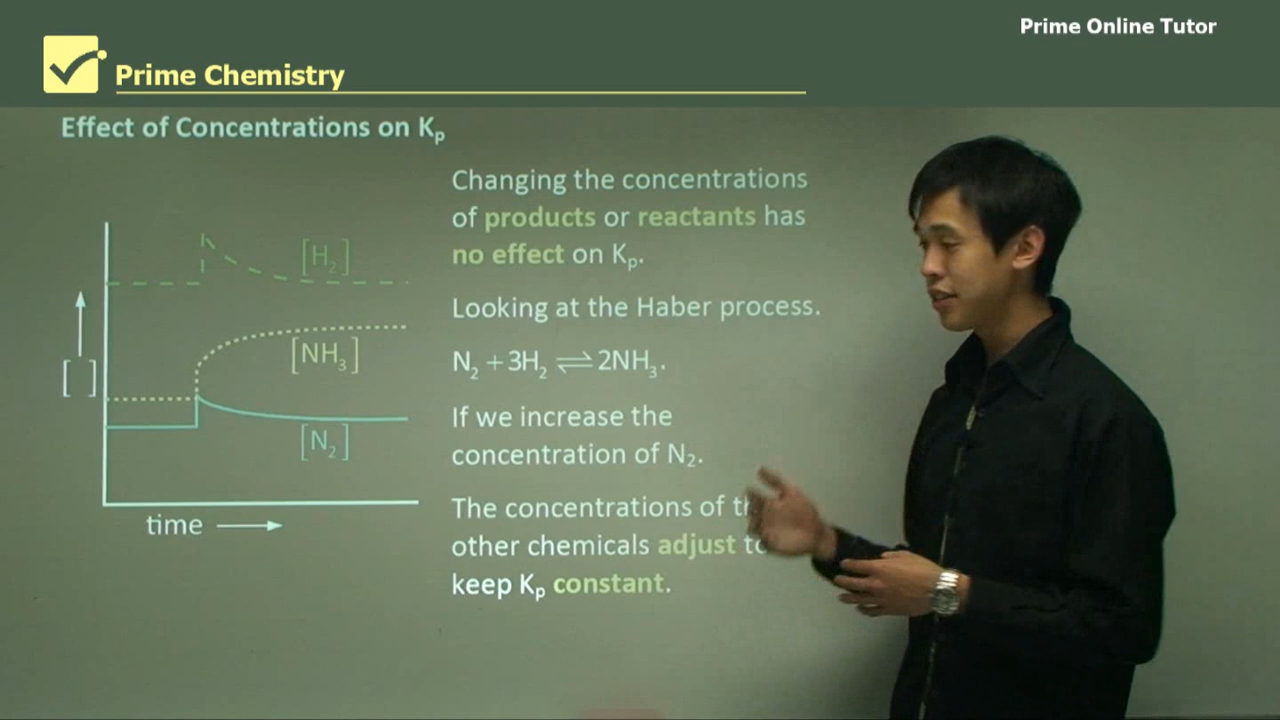 Prime Online Tutor
Prime Chemistry
Effect of Concentrations on Kₚ
Changing the concentrations
of products or reactants has
no effect on Kₚ.
Looking at the Haber process.
N₂ + 3H₂ ⇌ 2NH₃.
If we increase the
concentration of N₂.
The concentrations of
other chemicals adjust
keep Kₚ constant.
[H₂]
[NH₃]
[ ]
[N₂]
time